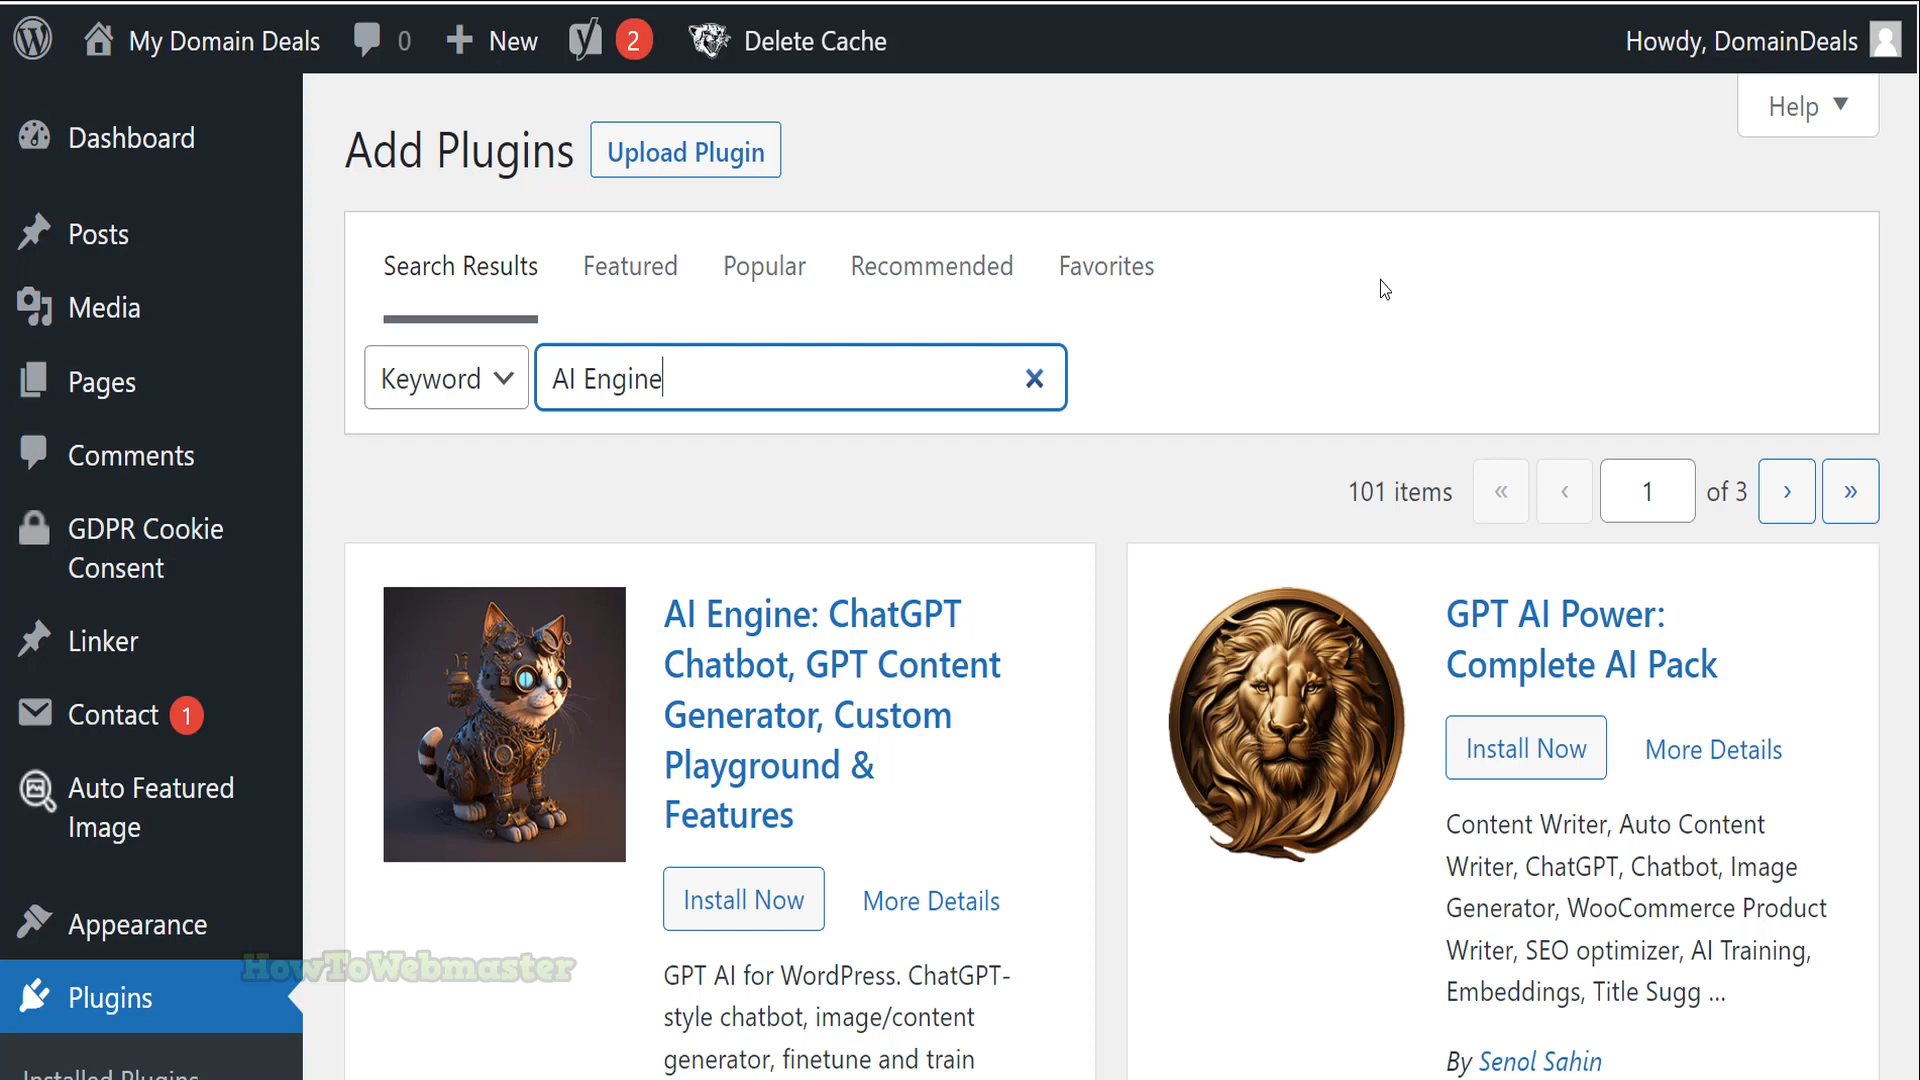 My Domain Deals 0 New 2 Delete Cache Howdy, DomainDeals
Help
Dashboard
Posts
Media
Pages
Comments
GDPR Cookie
Consent
Linker
Contact 1
Auto Featured
Image
Appearance
Plugins
Installed Plugins
Add Plugins Upload Plugin
Search Results Featured Popular Recommended Favorites
Keyword AI Engine
101 items « ‹ 1 of 3 › »
AI Engine: ChatGPT
Chatbot, GPT Content
Generator, Custom
Playground &
Features
Install Now More Details
GPT AI for WordPress. ChatGPT-
style chatbot, image/content
generator, finetune and train
GPT AI Power:
Complete AI Pack
Install Now More Details
Content Writer, Auto Content
Writer, ChatGPT, Chatbot, Image
Generator, WooCommerce Product
Writer, SEO optimizer, AI Training,
Embeddings, Title Sugg ...
By Senol Sahin
HowToWebmaster